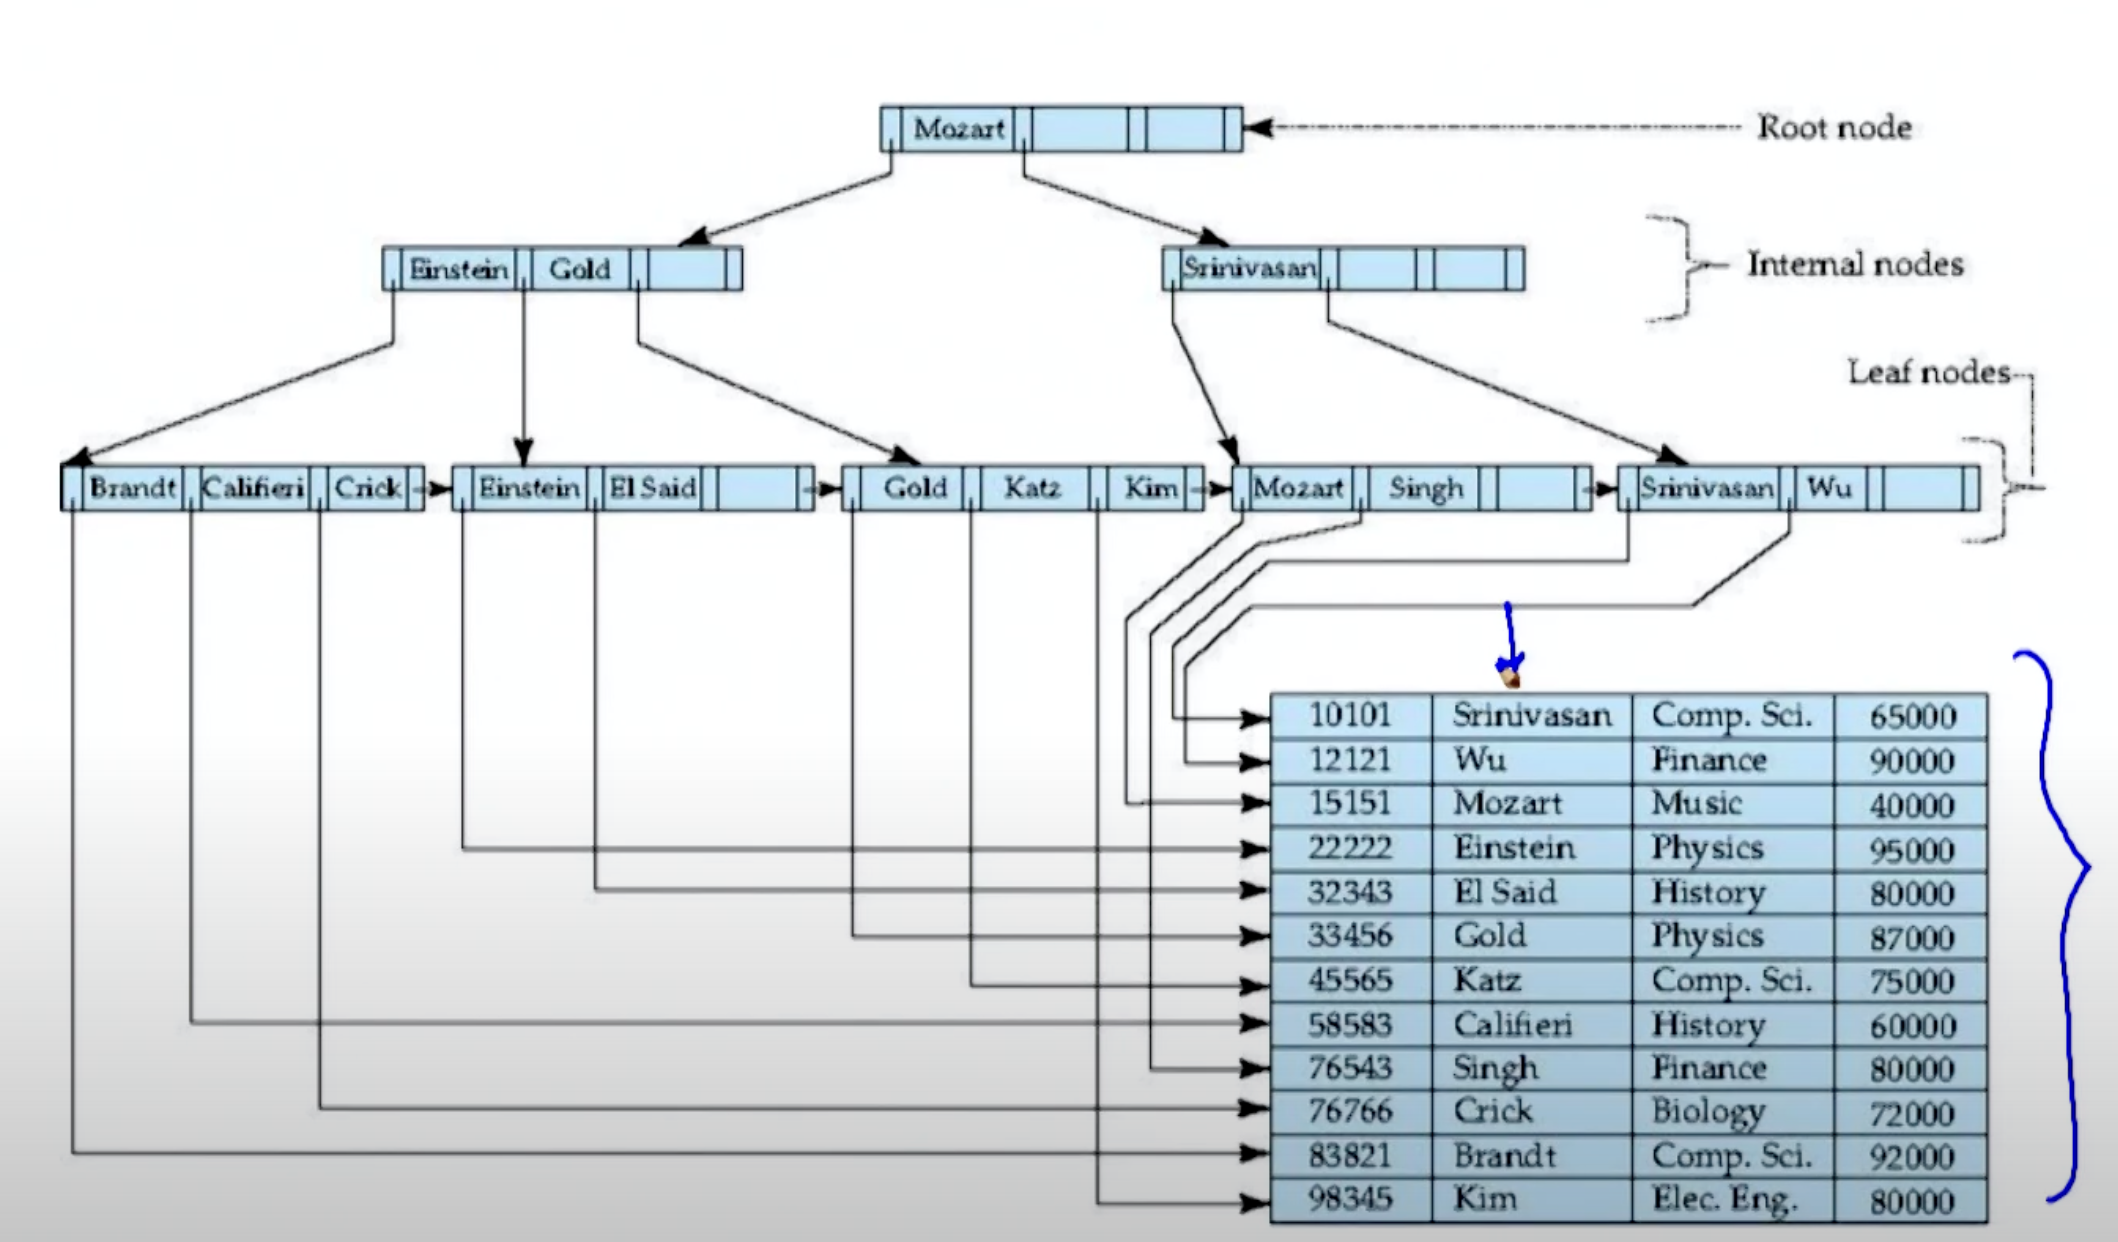 Mozart
Root node
Einstein Gold
Srinivasan
Internal nodes
Leaf nodes
Brandt Califieri Crick
Einstein El Said
Gold Katz Kim
Mozart Singh
Srinivasan Wu
10101 Srinivasan Comp. Sci. 65000
12121 Wu Finance 90000
15151 Mozart Music 40000
22222 Einstein Physics 95000
32343 El Said History 80000
33456 Gold Physics 87000
45565 Katz Comp. Sci. 75000
58583 Califieri History 60000
76543 Singh Finance 80000
76766 Crick Biology 72000
83821 Brandt Comp. Sci. 92000
98345 Kim Elec. Eng. 80000